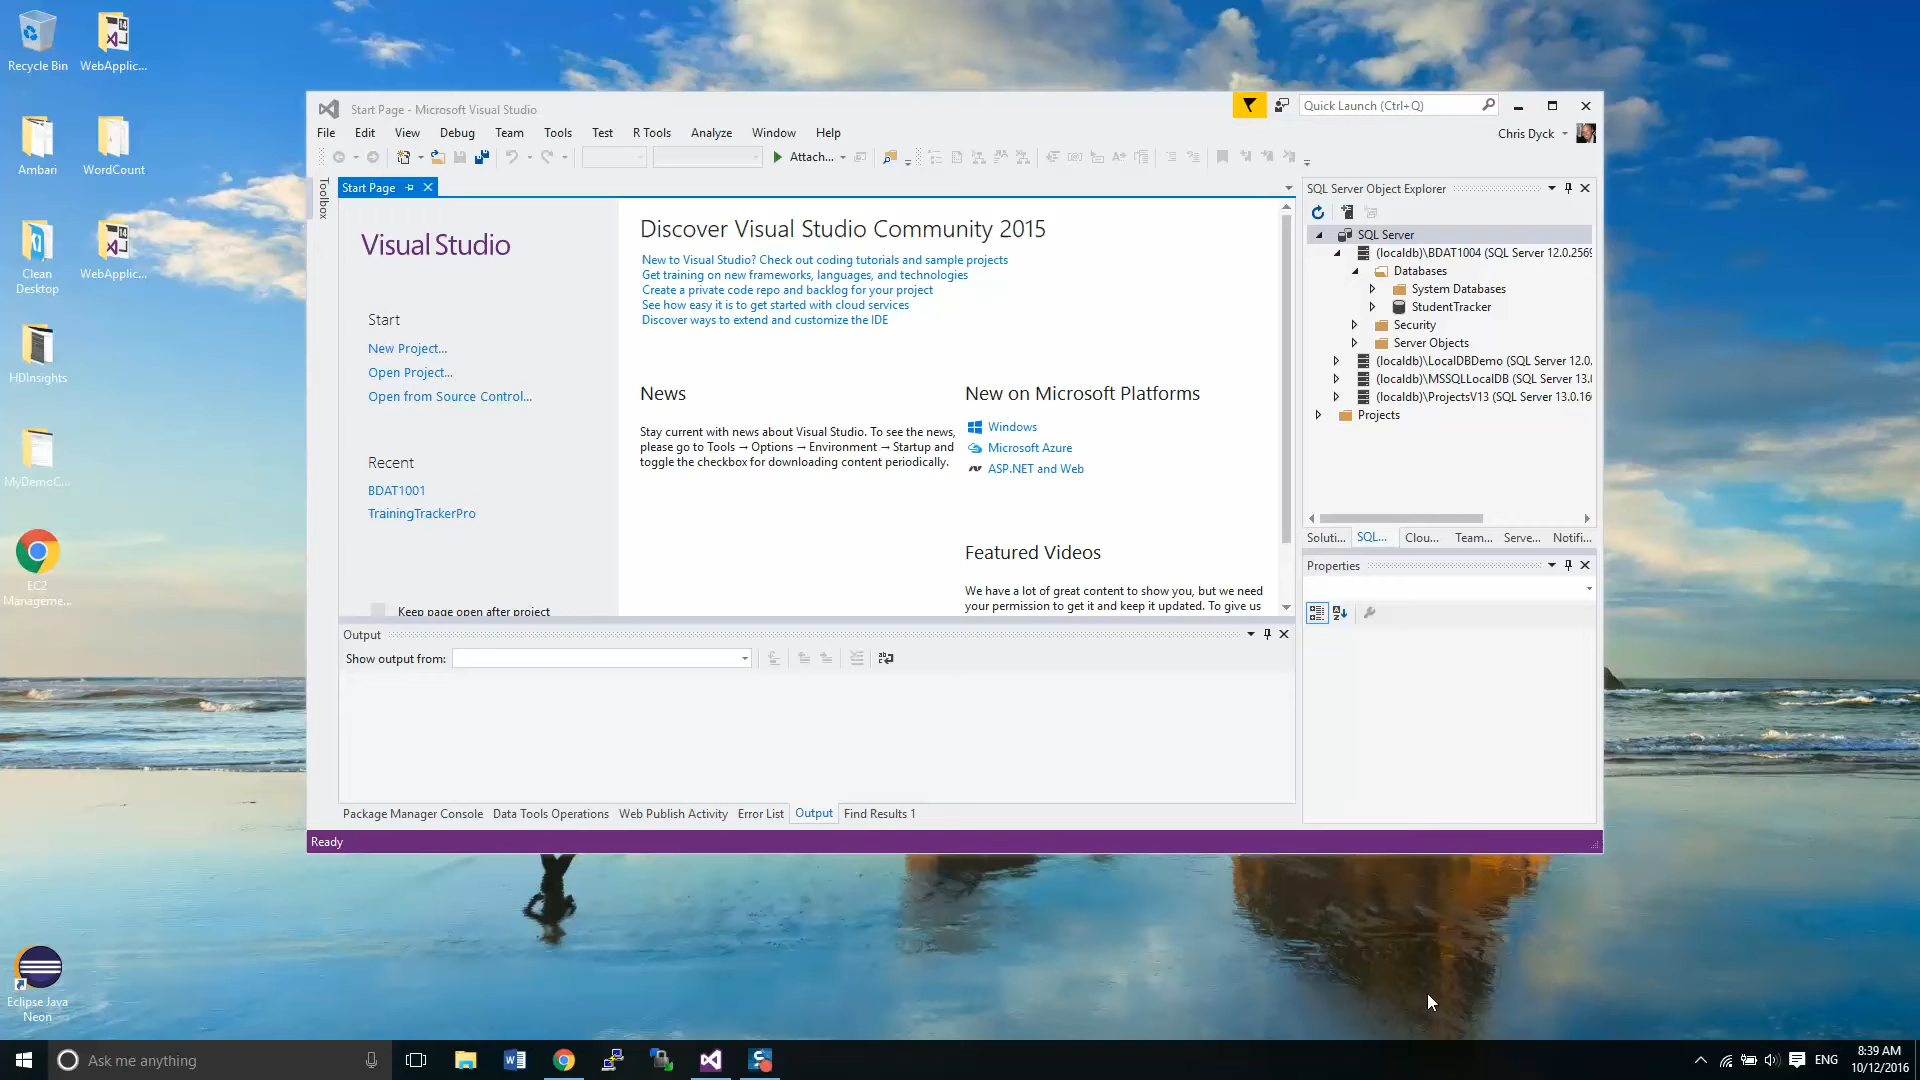 Recycle Bin
WebApplic...
Ambari
WordCount
Clean
Desktop
WebApplic...
HDInsights
MyDemoC...
EC2
Manageme...
Eclipse Java
Neon
Start Page - Microsoft Visual Studio
Quick Launch (Ctrl+Q)
File Edit View Debug Team Tools Test R Tools Analyze Window Help
Chris Dyck
Attach...
Toolbox
Start Page
Visual Studio
Start
New Project...
Open Project...
Open from Source Control...
Recent
BDAT1001
TrainingTrackerPro
Keep page open after project
Discover Visual Studio Community 2015
New to Visual Studio? Check out coding tutorials and sample projects
Get training on new frameworks, languages, and technologies
Create a private code repo and backlog for your project
See how easy it is to get started with cloud services
Discover ways to extend and customize the IDE
News
Stay current with news about Visual Studio. To see the news,
please go to Tools → Options → Environment → Startup and
toggle the checkbox for downloading content periodically.
New on Microsoft Platforms
Windows
Microsoft Azure
ASP.NET and Web
Featured Videos
We have a lot of great content to show you, but we need
your permission to get it and keep it updated. To give us
SQL Server Object Explorer
SQL Server
(localdb)\BDAT1004 (SQL Server 12.0.2569
Databases
System Databases
StudentTracker
Security
Server Objects
(localdb)\LocalDBDemo (SQL Server 12.0.
(localdb)\MSSQLLocalDB (SQL Server 13.
(localdb)\ProjectsV13 (SQL Server 13.0.16
Projects
Soluti... SQL... Clou... Team... Serve... Notifi...
Properties
Output
Show output from:
Package Manager Console Data Tools Operations Web Publish Activity Error List Output Find Results 1
Ready
Ask me anything
ENG
8:39 AM
10/12/2016